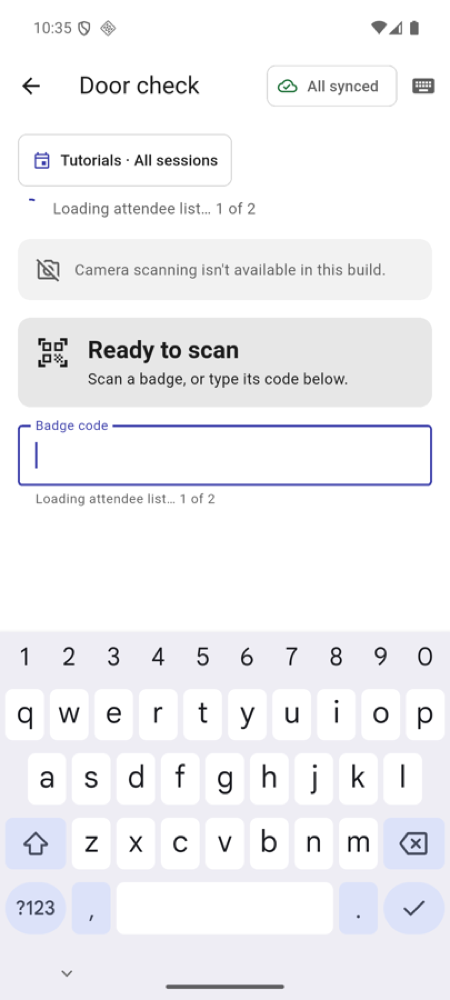 10:35
Door check
All synced
Tutorials · All sessions
Loading attendee list… 1 of 2
Camera scanning isn't available in this build.
Ready to scan
Scan a badge, or type its code below.
Badge code
Loading attendee list… 1 of 2
1 2 3 4 5 6 7 8 9 0
q w e r t y u i o p
a s d f g h j k l
z x c v b n m
?123 , .